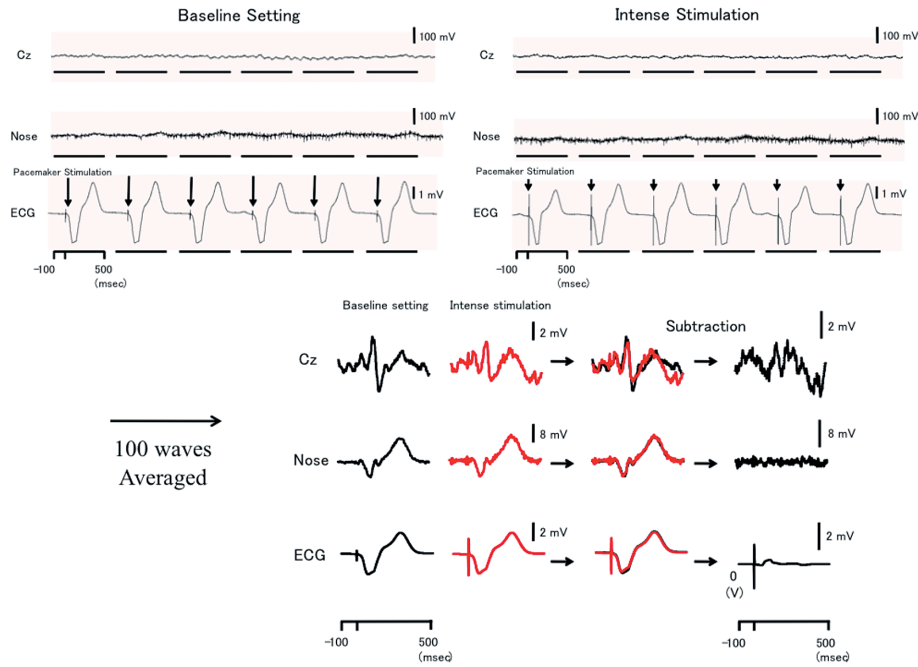 Baseline Setting
100 mV
Cz
100 mV
Nose
Pacemaker Stimulation
1 mV
ECG
-100 500
(msec)
Intense Stimulation
100 mV
Cz
100 mV
Nose
Pacemaker Stimulation
1 mV
ECG
-100 500
(msec)
100 waves
Averaged
Baseline setting Intense stimulation
Subtraction
Cz 2 mV 2 mV
Nose 8 mV 8 mV
ECG 2 mV 2 mV
0
(V)
-100 500
(msec)
-100 500
(msec)